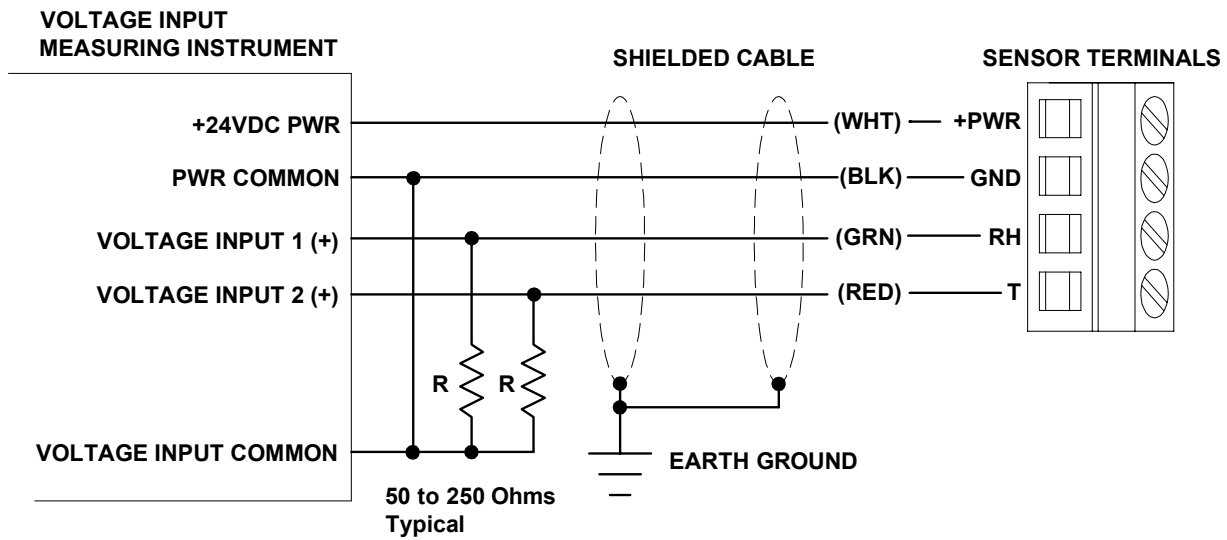 VOLTAGE INPUT
MEASURING INSTRUMENT
SHIELDED CABLE
SENSOR TERMINALS
+24VDC PWR
(WHT)
+PWR
PWR COMMON
(BLK)
GND
VOLTAGE INPUT 1 (+)
(GRN)
RH
VOLTAGE INPUT 2 (+)
(RED)
T
R
R
VOLTAGE INPUT COMMON
EARTH GROUND
50 to 250 Ohms
Typical